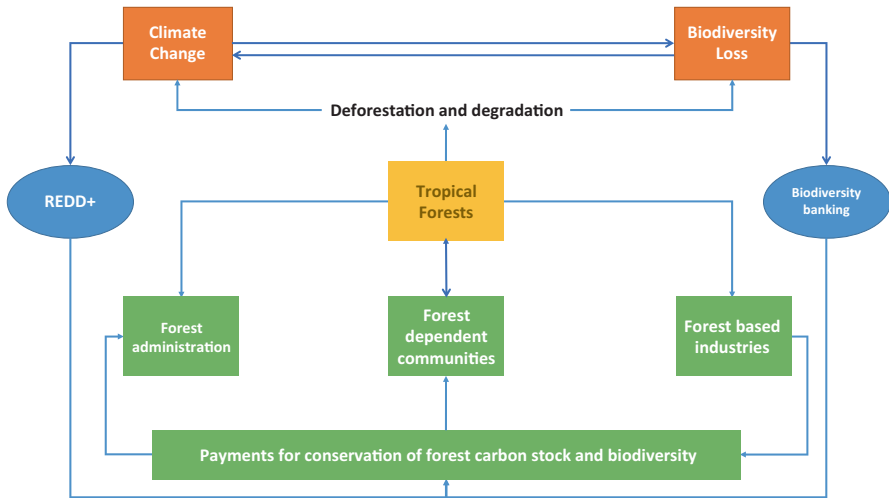 Climate
Change
Biodiversity
Loss
Deforestation and degradation
REDD+
Tropical
Forests
Biodiversity
banking
Forest
administration
Forest
dependent
communities
Forest based
industries
Payments for conservation of forest carbon stock and biodiversity